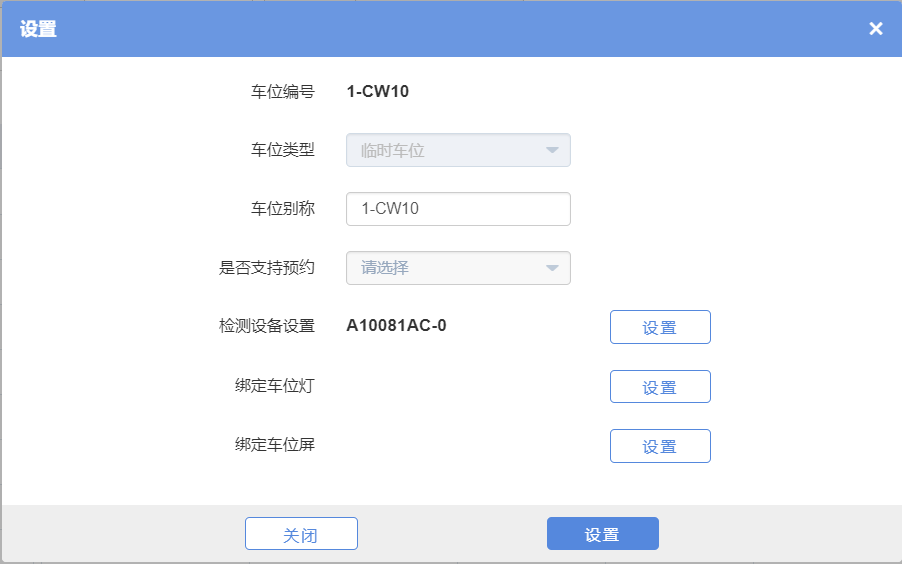 设置
车位编号 1-CW10
车位类型 临时车位
车位别称 1-CW10
是否支持预约 请选择
检测设备设置 A10081AC-0 设置
绑定车位灯 设置
绑定车位屏 设置
关闭 设置